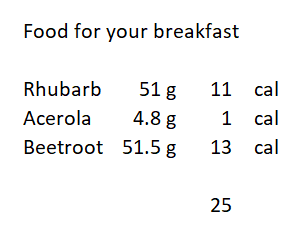 Food for your breakfast
Rhubarb 51 g 11 cal
Acerola 4.8 g 1 cal
Beetroot 51.5 g 13 cal
25